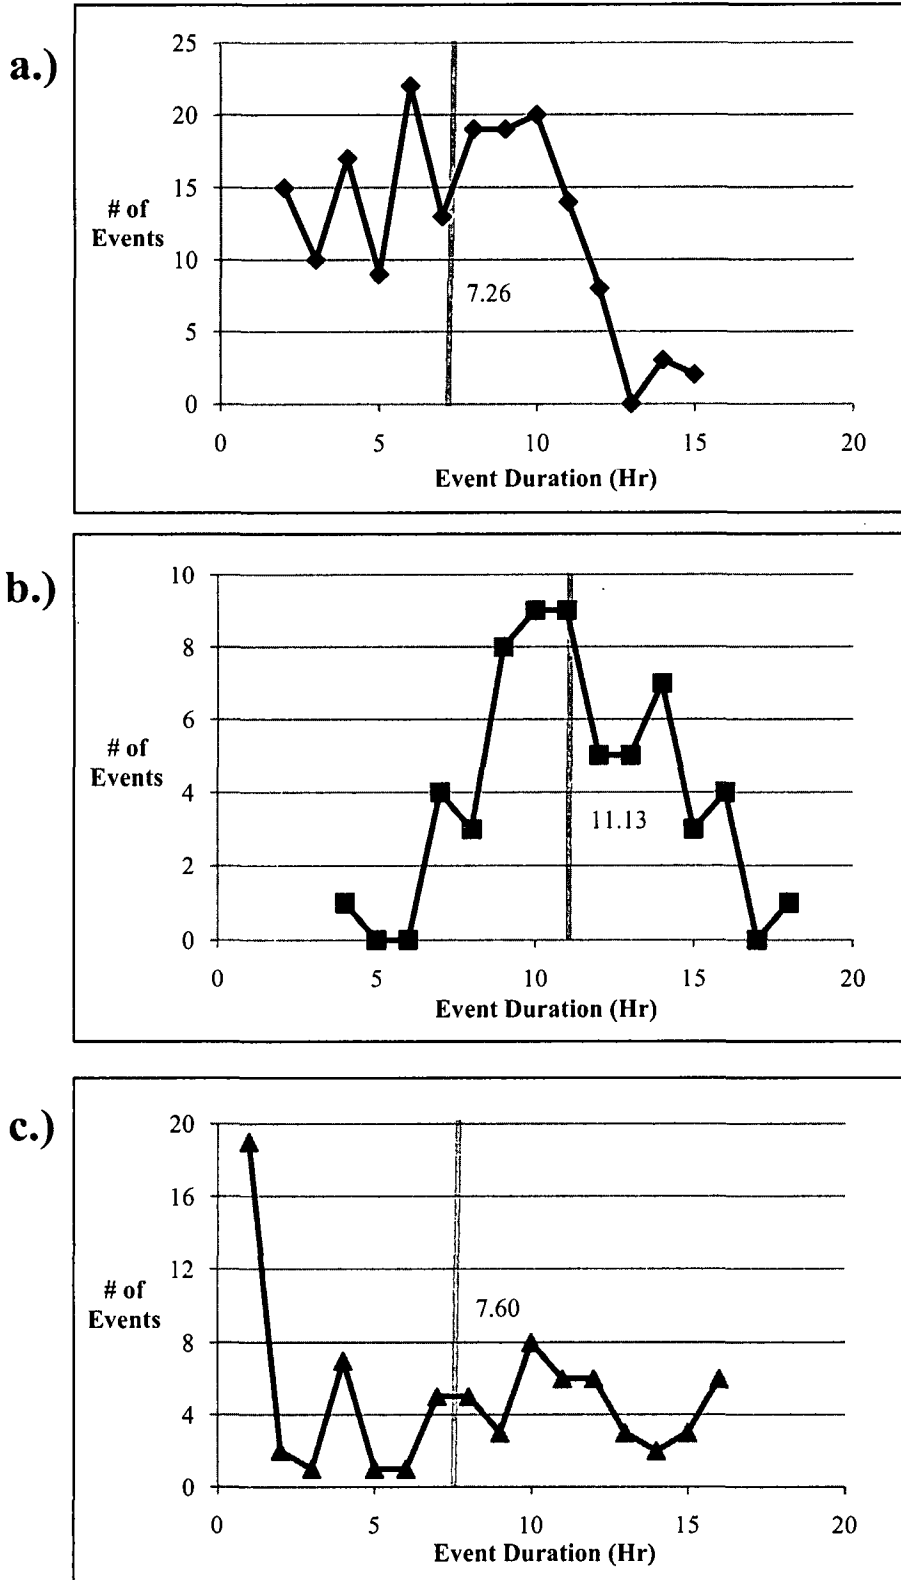 a.)
25
20
15
10
5
0
# of
Events
7.26
0 5 10 15 20
Event Duration (Hr)
b.)
10
8
6
4
2
0
# of
Events
11.13
0 5 10 15 20
Event Duration (Hr)
c.)
20
16
12
8
4
0
# of
Events
7.60
0 5 10 15 20
Event Duration (Hr)